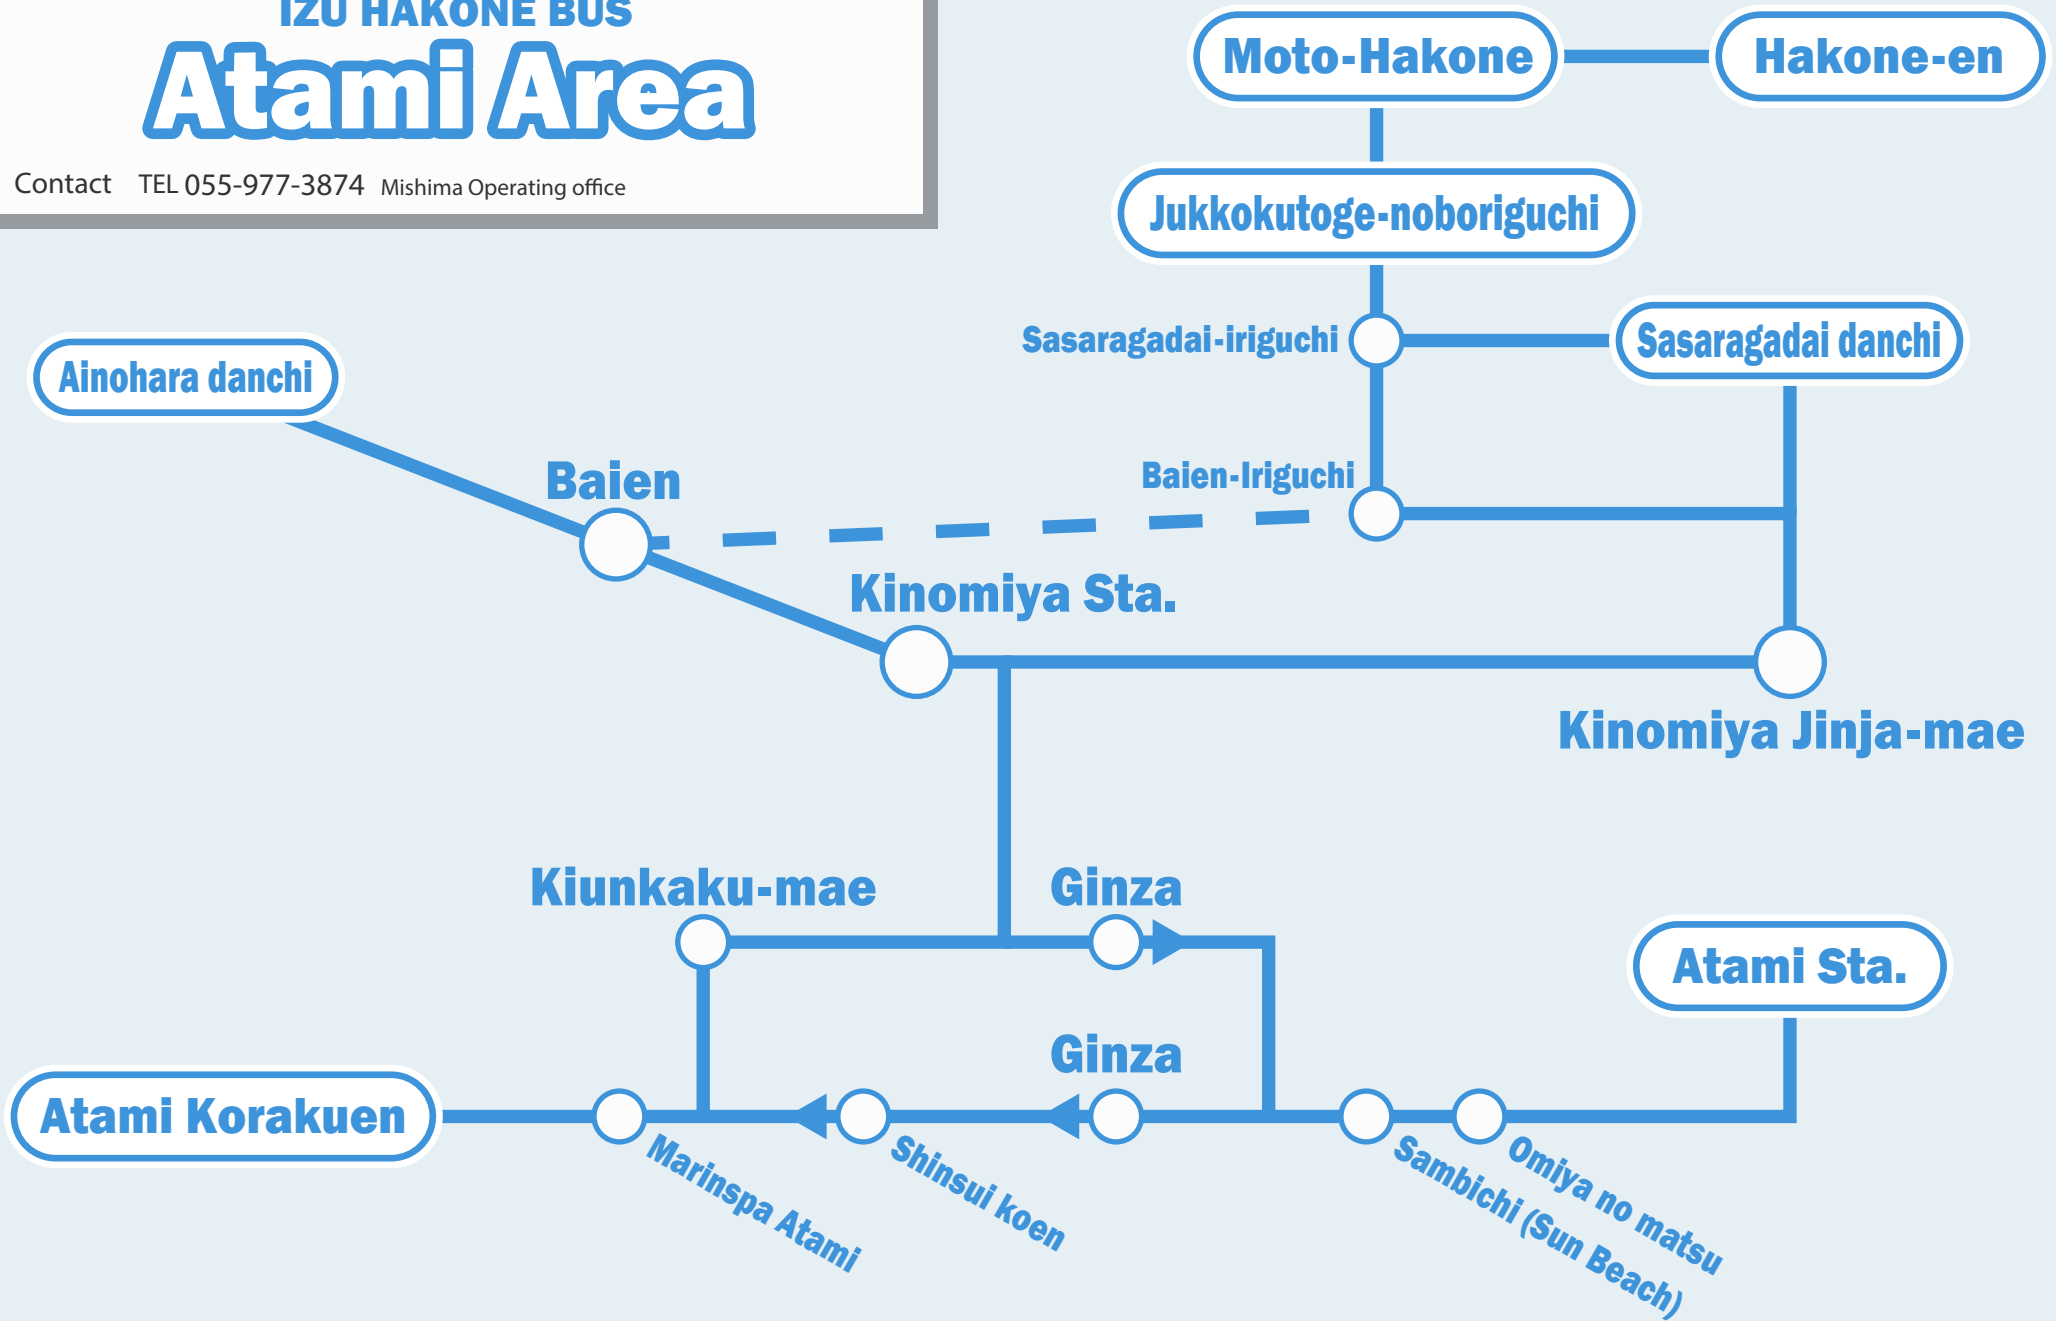 IZU HAKONE BUS
Atami Area
Contact TEL 055-977-3874 Mishima Operating office
Moto-Hakone
Hakone-en
Jukkokutoge-noboriguchi
Sasaragadai-iriguchi
Sasaragadai danchi
Ainohara danchi
Baien
Baien-Iriguchi
Kinomiya Sta.
Kinomiya Jinja-mae
Kiunkaku-mae
Ginza
Atami Sta.
Ginza
Atami Korakuen
Marinspa Atami
Shinsui koen
Sambichi (Sun Beach)
Omiya no matsu